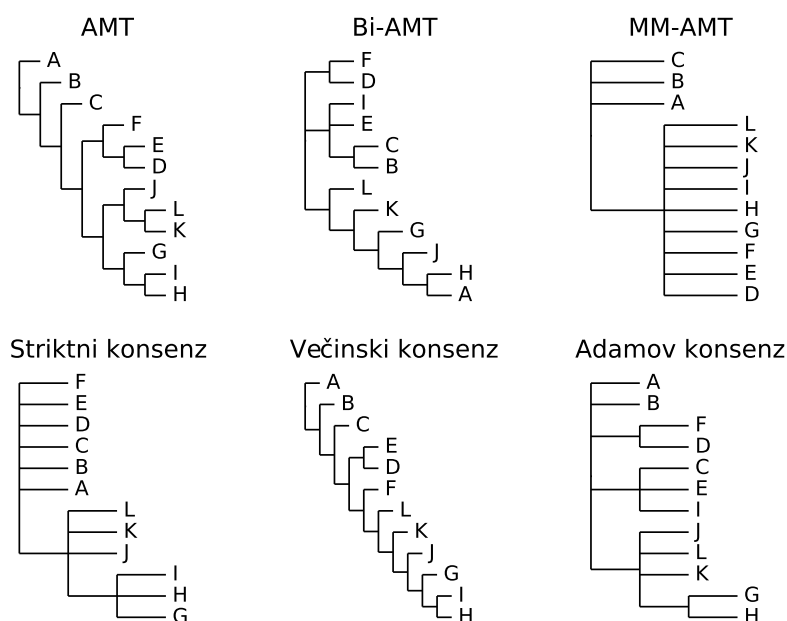 AMT
A
B
C
F
E
D
J
L
K
G
I
H
Bi-AMT
F
D
I
E
C
B
L
K
G
J
H
A
MM-AMT
C
B
A
L
K
J
I
H
G
F
E
D
Striktni konsenz
F
E
D
C
B
A
L
K
J
I
H
G
Večinski konsenz
A
B
C
E
D
F
L
K
J
G
I
H
Adamov konsenz
A
B
F
D
C
E
I
J
L
K
G
H